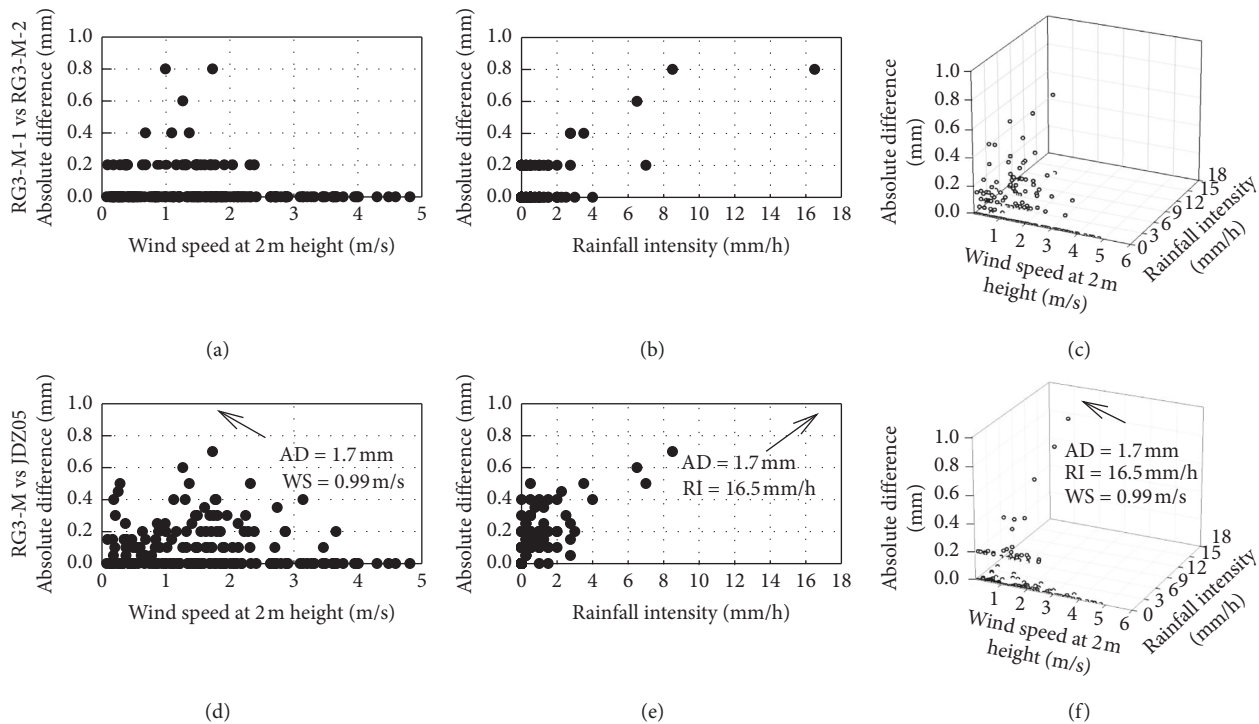 RG3-M-1 vs RG3-M-2
Absolute difference (mm)
1.0
0.8
0.6
0.4
0.2
0.0
0 1 2 3 4 5
Wind speed at 2 m height (m/s)
(a)
Absolute difference (mm)
1.0
0.8
0.6
0.4
0.2
0.0
0 2 4 6 8 10 12 14 16 18
Rainfall intensity (mm/h)
(b)
Absolute difference
(mm)
1.0
0.8
0.6
0.4
0.2
0.0
1 2 3 4 5 6
Wind speed at 2 m
height (m/s)
0 3 6 9 12 15 18
Rainfall intensity
(mm/h)
(c)
RG3-M vs JDZ05
Absolute difference (mm)
1.0
0.8
0.6
0.4
0.2
0.0
AD = 1.7 mm
WS = 0.99 m/s
0 1 2 3 4 5
Wind speed at 2 m height (m/s)
(d)
Absolute difference (mm)
1.0
0.8
0.6
0.4
0.2
0.0
AD = 1.7 mm
RI = 16.5 mm/h
0 2 4 6 8 10 12 14 16 18
Rainfall intensity (mm/h)
(e)
Absolute difference
(mm)
1.0
0.8
0.6
0.4
0.2
0.0
AD = 1.7 mm
RI = 16.5 mm/h
WS = 0.99 m/s
1 2 3 4 5 6
Wind speed at 2 m
height (m/s)
0 3 6 9 12 15 18
Rainfall intensity
(mm/h)
(f)